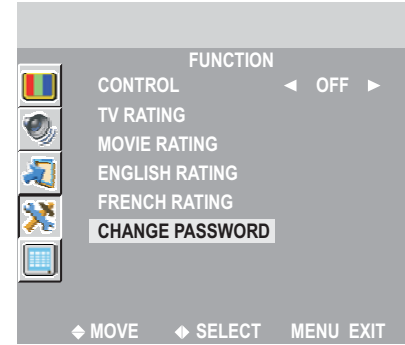 FUNCTION
CONTROL ◄ OFF ►
TV RATING
MOVIE RATING
ENGLISH RATING
FRENCH RATING
CHANGE PASSWORD
MOVE SELECT MENU EXIT